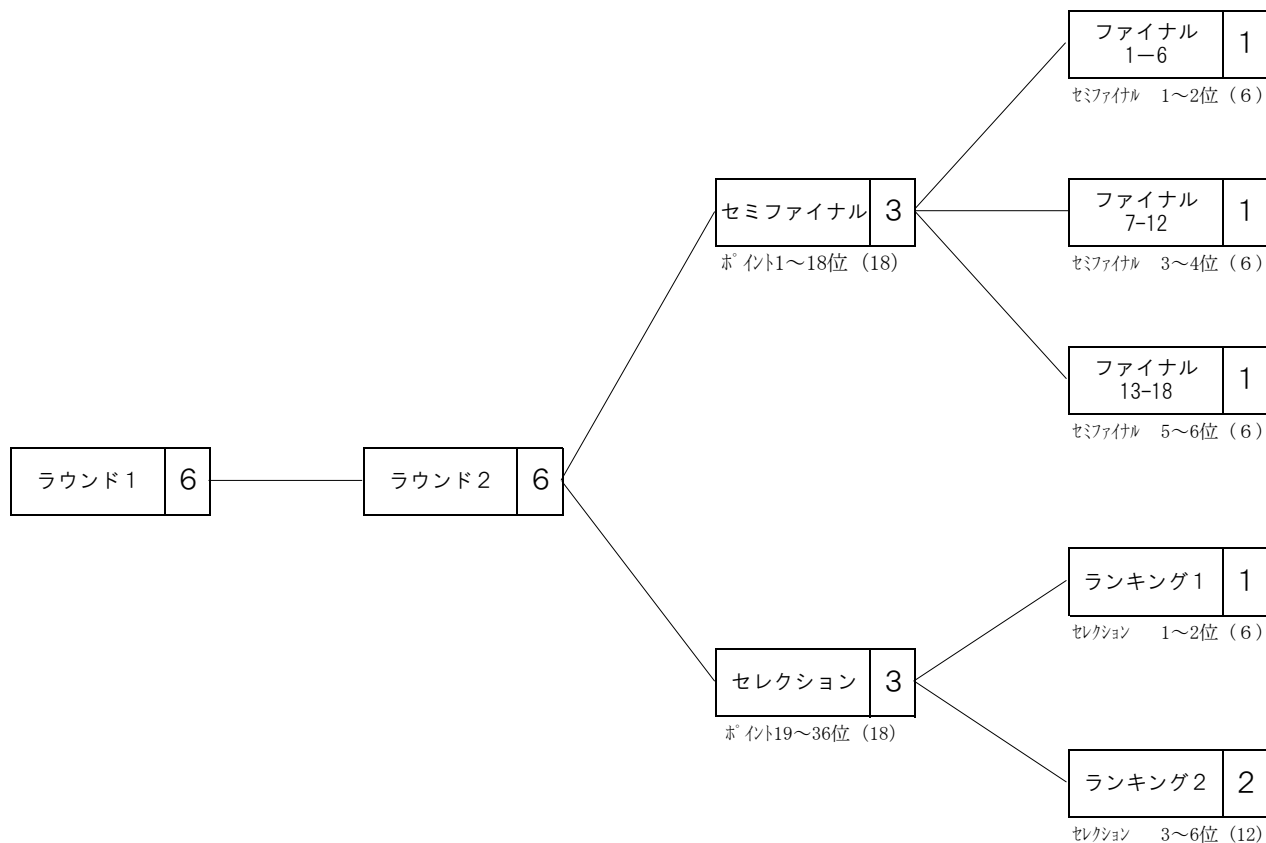 ファイナル
1ー6
1
ｾﾐﾌｧｲﾅﾙ 1～2位（6）
セミファイナル 3
ﾎﾟｲﾝﾄ1～18位（18）
ファイナル
7-12
1
ｾﾐﾌｧｲﾅﾙ 3～4位（6）
ファイナル
13-18
1
ｾﾐﾌｧｲﾅﾙ 5～6位（6）
ラウンド１ 6
ラウンド２ 6
ランキング１ 1
ｾﾚｸｼｮﾝ 1～2位（6）
セレクション 3
ﾎﾟｲﾝﾄ19～36位（18）
ランキング２ 2
ｾﾚｸｼｮﾝ 3～6位（12）